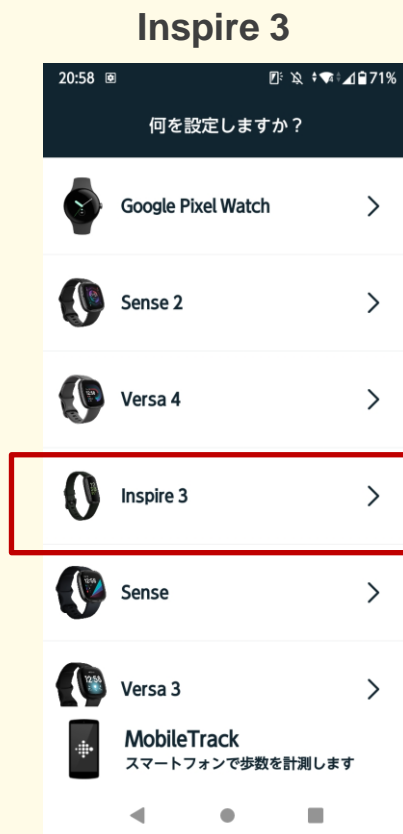 Inspire 3
20:58 71%
何を設定しますか？
Google Pixel Watch
Sense 2
Versa 4
Inspire 3
Sense
Versa 3
MobileTrack
スマートフォンで歩数を計測します